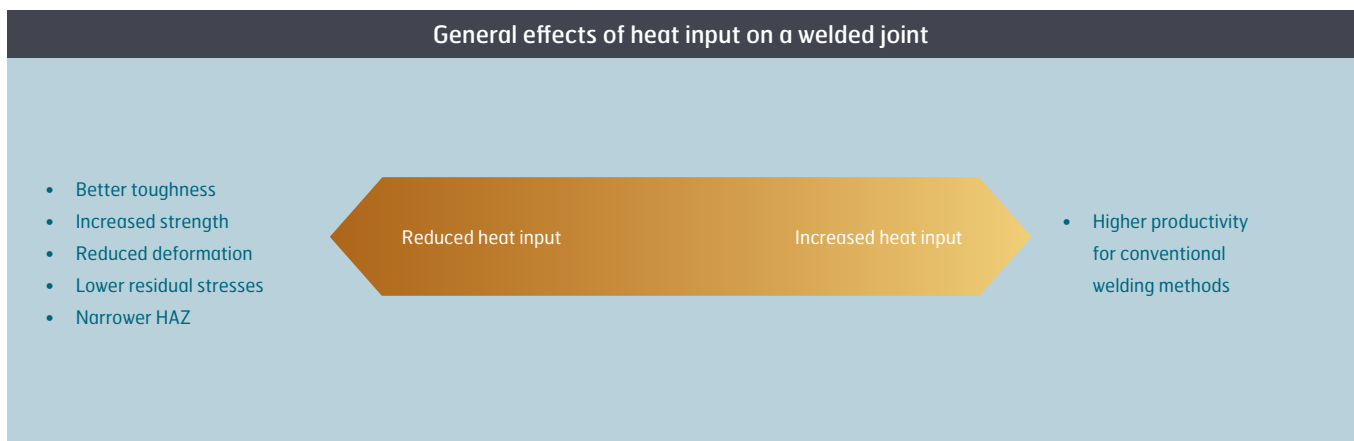 General effects of heat input on a welded joint
• Better toughness
• Increased strength
• Reduced deformation
• Lower residual stresses
• Narrower HAZ
Reduced heat input
Increased heat input
• Higher productivity
for conventional
welding methods